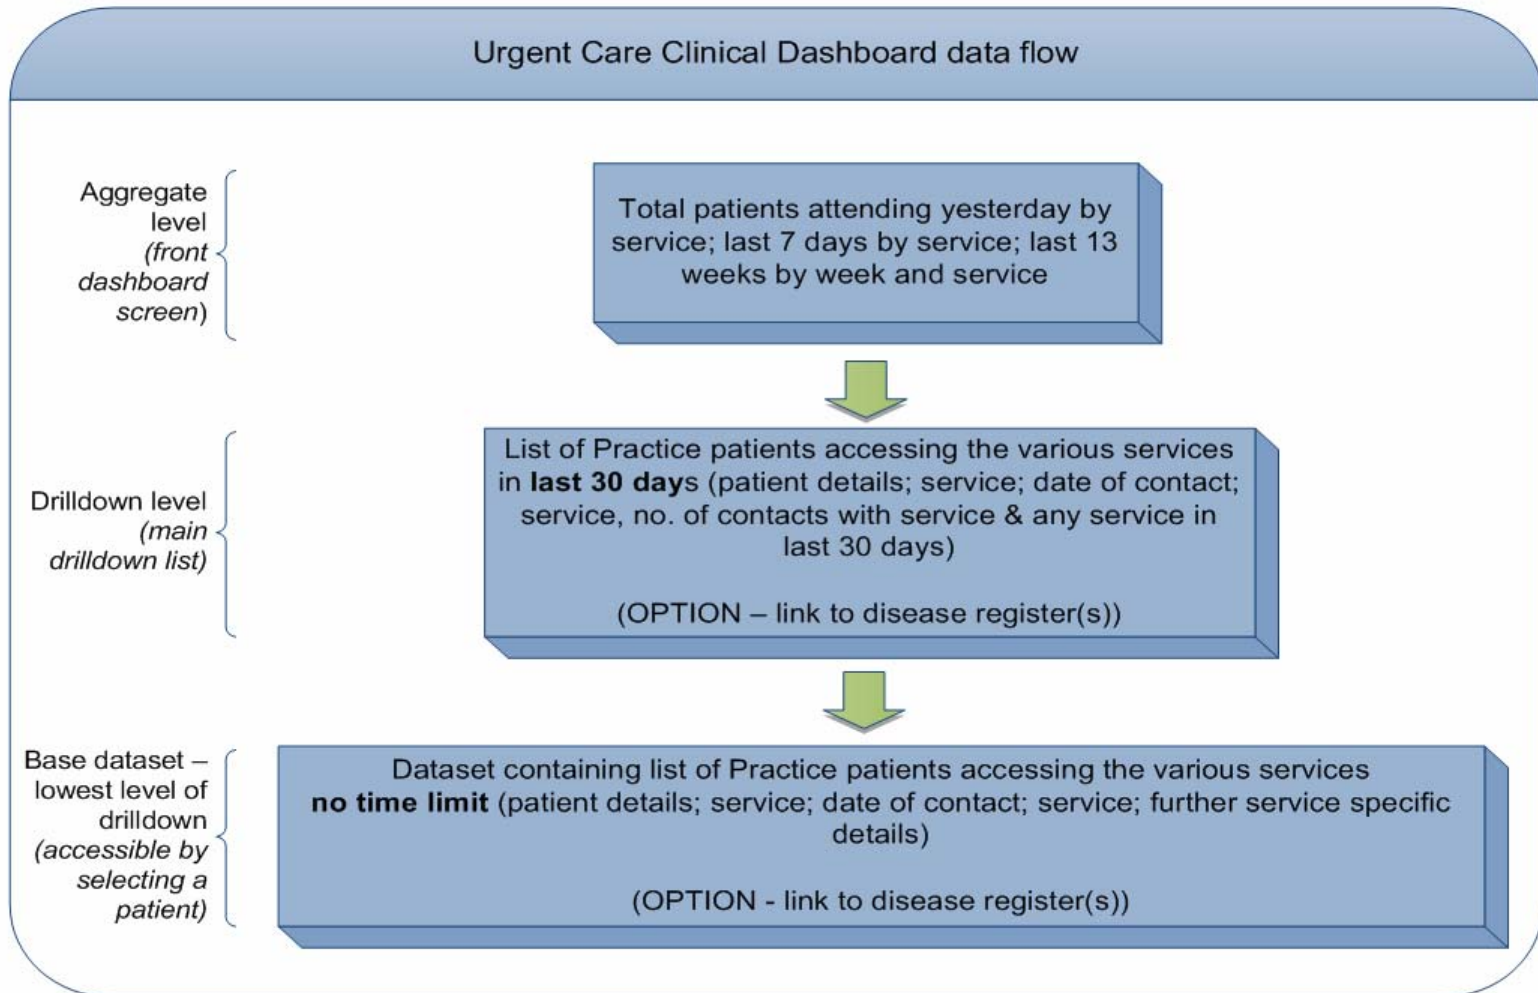 Urgent Care Clinical Dashboard data flow
Aggregate
level
(front
dashboard
screen)
Total patients attending yesterday by
service; last 7 days by service; last 13
weeks by week and service
Drilldown level
(main
drilldown list)
List of Practice patients accessing the various services
in last 30 days (patient details; service; date of contact;
service, no. of contacts with service & any service in
last 30 days)
(OPTION – link to disease register(s))
Base dataset –
lowest level of
drilldown
(accessible by
selecting a
patient)
Dataset containing list of Practice patients accessing the various services
no time limit (patient details; service; date of contact; service; further service specific
details)
(OPTION - link to disease register(s))